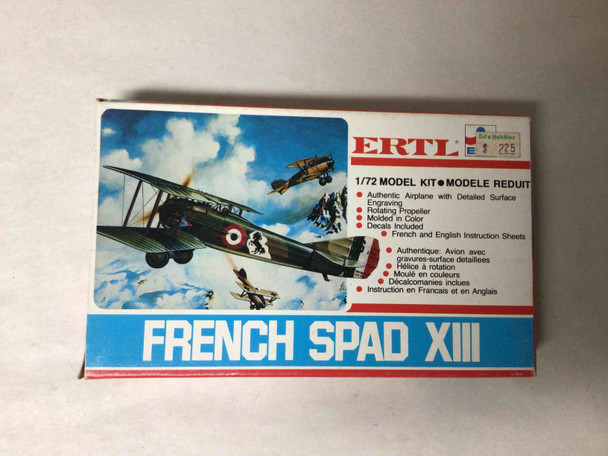 ERTL
DJ's Hobbies
$ 225
E
1/72 MODEL KIT ● MODELE REDUIT
● Authentic Airplane with Detailed Surface
Engraving
● Rotating Propeller
● Molded in Color
● Decals Included
● French and English Instruction Sheets
● Authentique: Avion avec
gravures-surface detaillees
● Hélice à rotation
● Moulé en couleurs
● Décalcomanies inclues
● Instruction en Francais et en Anglais
FRENCH SPAD XIII